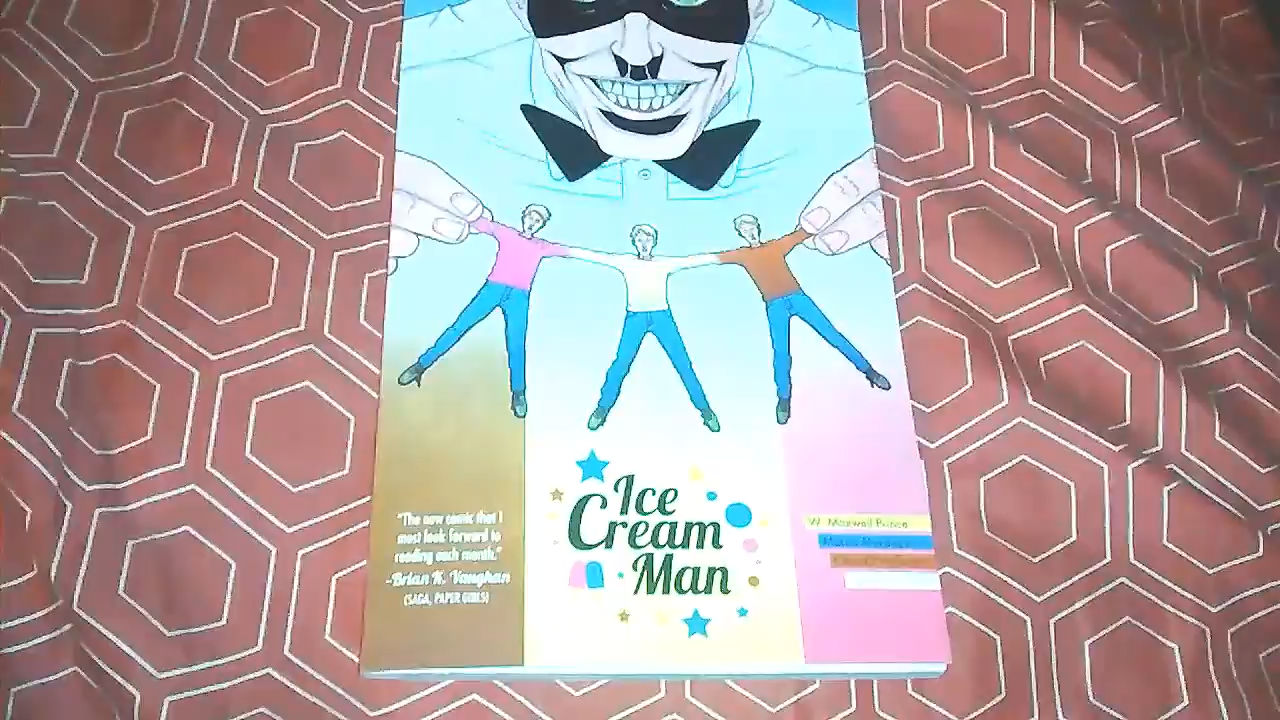 "The new comic that I
most look forward to
reading each month."
-Brian K. Vaughan
(SAGA, PAPER GIRLS)
Ice
Cream
Man
W. Maxwell Prince